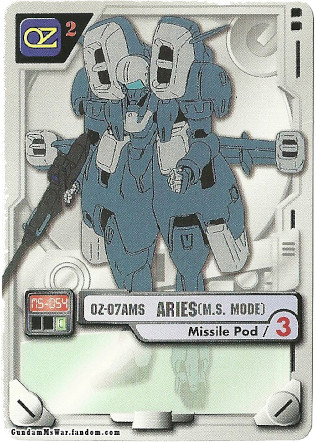 OZ 2
MS-054
OZ-07AMS ARIES(M.S. MODE)
Missile Pod / 3
GundamMsWar.fandom.com